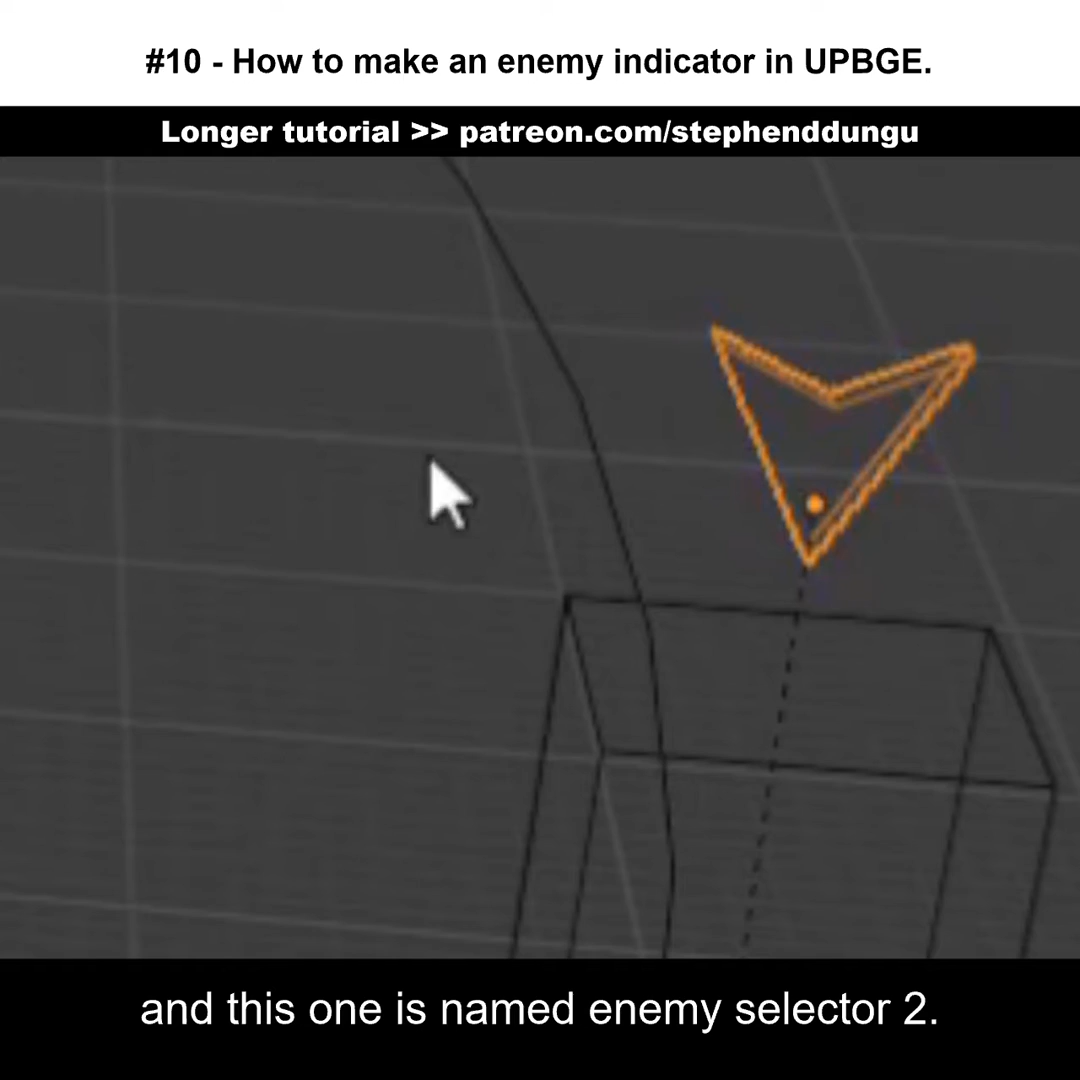 #10 - How to make an enemy indicator in UPBGE.
Longer tutorial >> patreon.com/stephenddungu
and this one is named enemy selector 2.